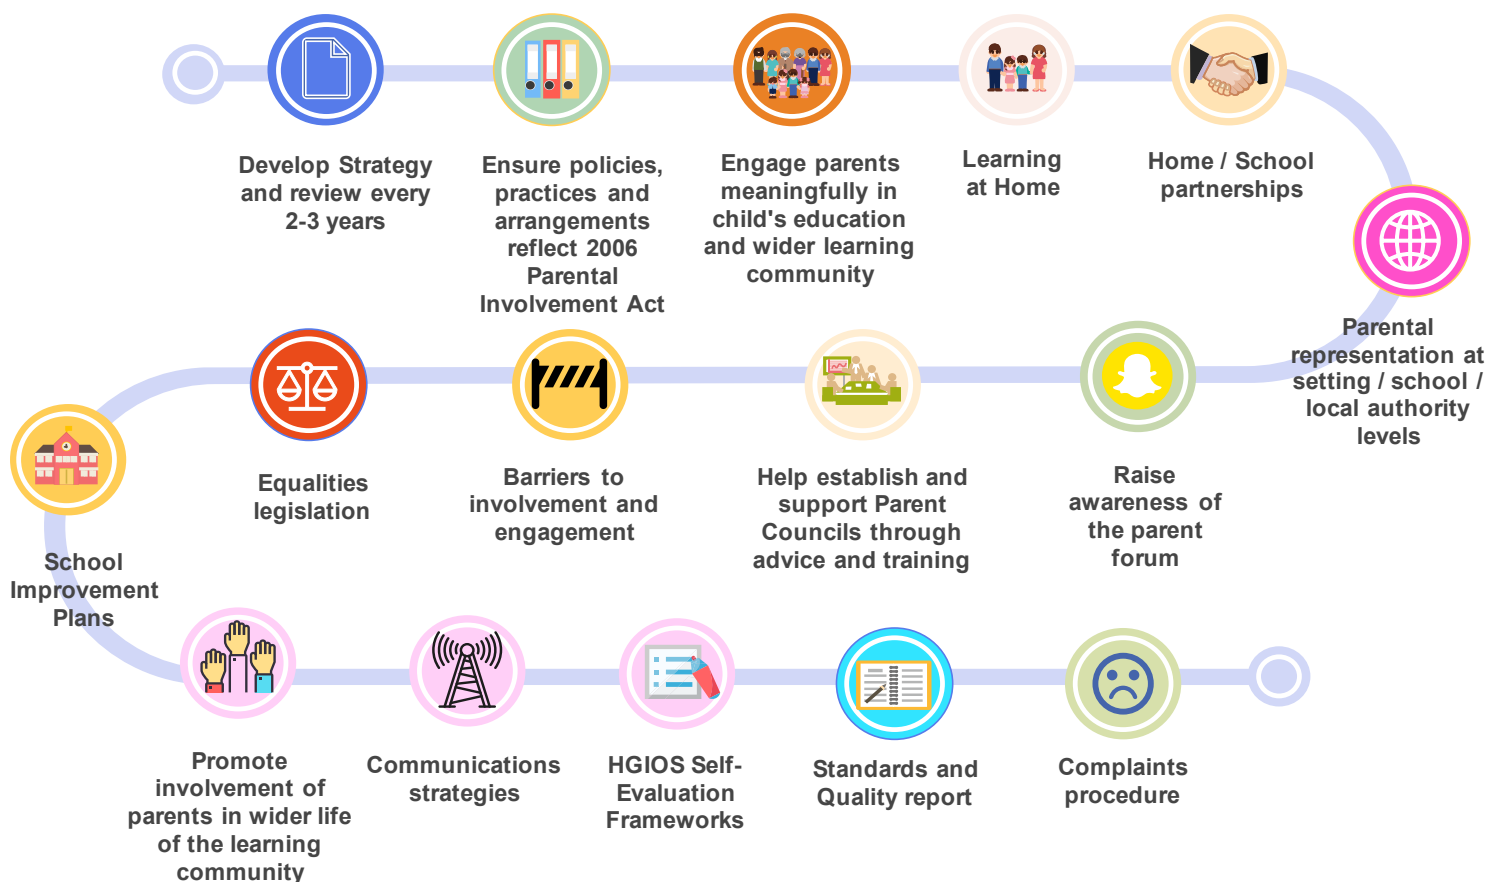 Develop Strategy
and review every
2-3 years
Ensure policies,
practices and
arrangements
reflect 2006
Parental
Involvement Act
Engage parents
meaningfully in
child's education
and wider learning
community
Learning
at Home
Home / School
partnerships
Parental
representation at
setting / school /
local authority
levels
Raise
awareness of
the parent
forum
Help establish and
support Parent
Councils through
advice and training
Barriers to
involvement and
engagement
Equalities
legislation
School
Improvement
Plans
Promote
involvement of
parents in wider life
of the learning
community
Communications
strategies
HGIOS Self-
Evaluation
Frameworks
Standards and
Quality report
Complaints
procedure